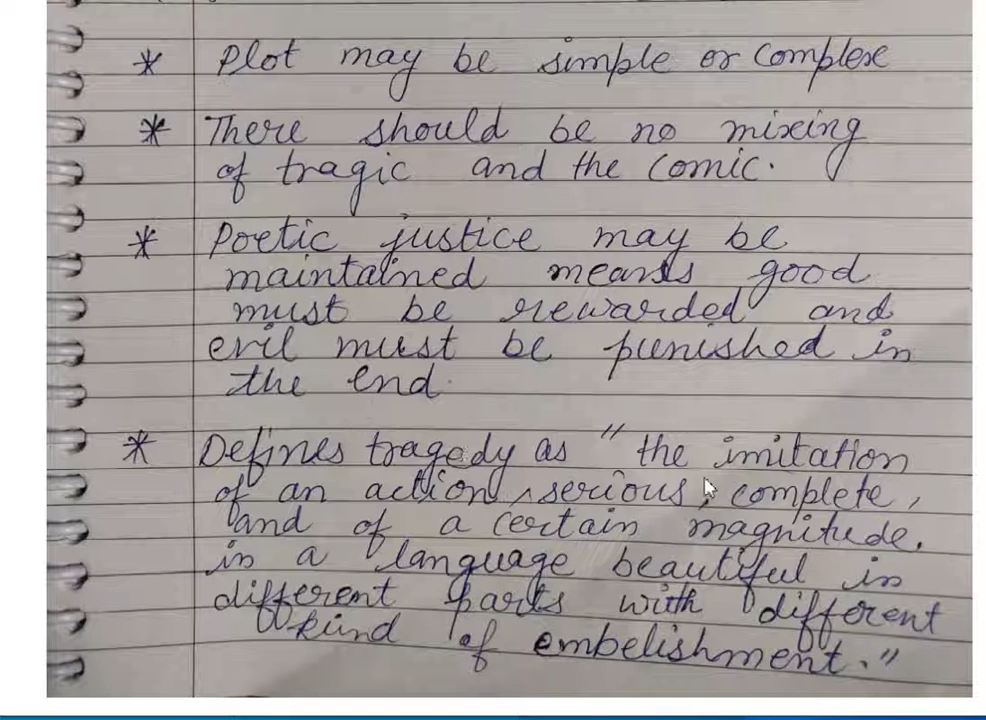 * Plot may be simple or complex
* There should be no mixing
of tragic and the comic.
* Poetic justice may be
maintained means good
must be rewarded and
evil must be punished in
the end.
* Defines tragedy as "the imitation
of an action, serious, complete,
and of a certain magnitude.
in a language beautiful in
different parts with different
kind of embelishment."